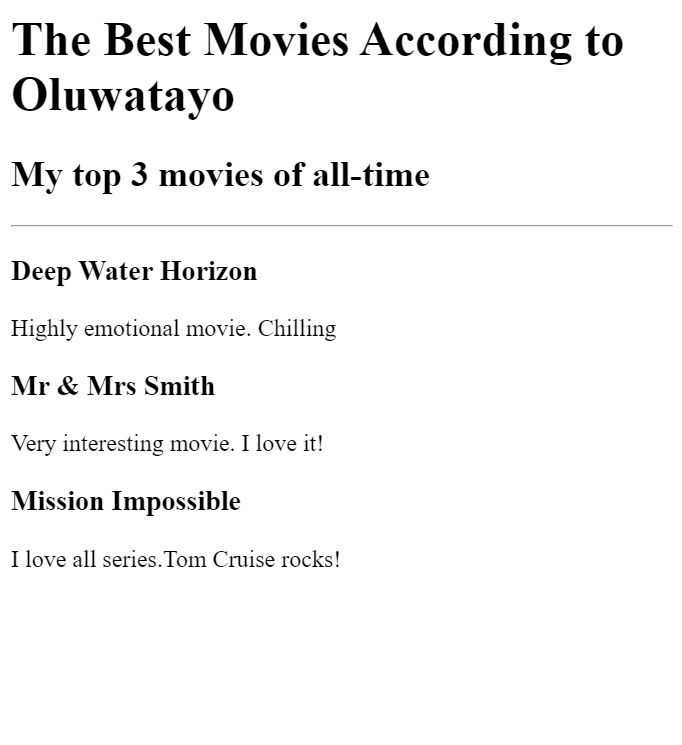 The Best Movies According to
Oluwatayo
My top 3 movies of all-time
Deep Water Horizon
Highly emotional movie. Chilling
Mr & Mrs Smith
Very interesting movie. I love it!
Mission Impossible
I love all series.Tom Cruise rocks!